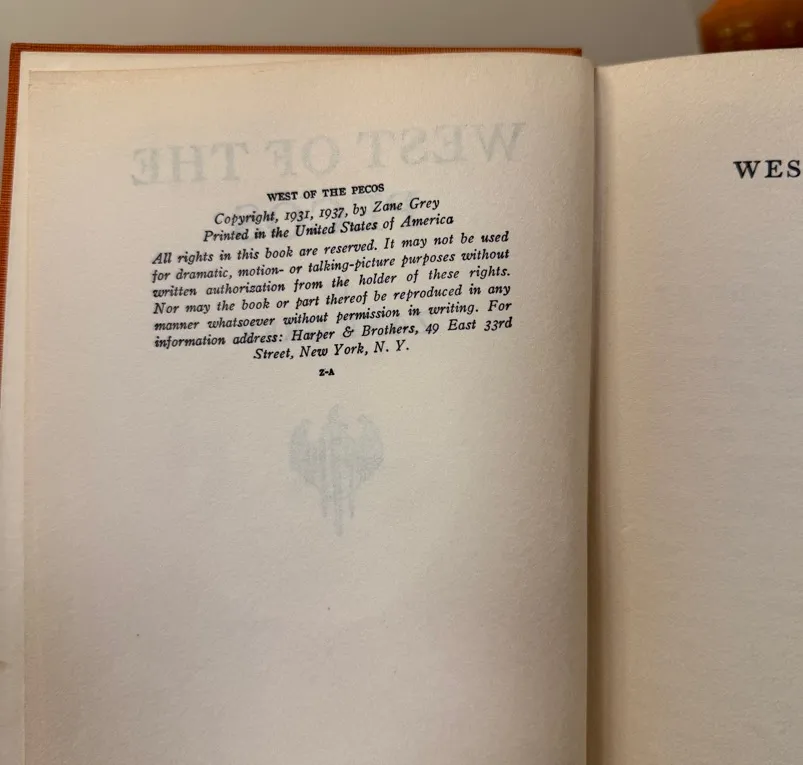 WEST OF THE
WEST OF THE PECOS
Copyright, 1931, 1937, by Zane Grey
Printed in the United States of America
All rights in this book are reserved. It may not be used
for dramatic, motion- or talking-picture purposes without
written authorization from the holder of these rights.
Nor may the book or part thereof be reproduced in any
manner whatsoever without permission in writing. For
information address: Harper & Brothers, 49 East 33rd
Street, New York, N. Y.
Z-A
WES